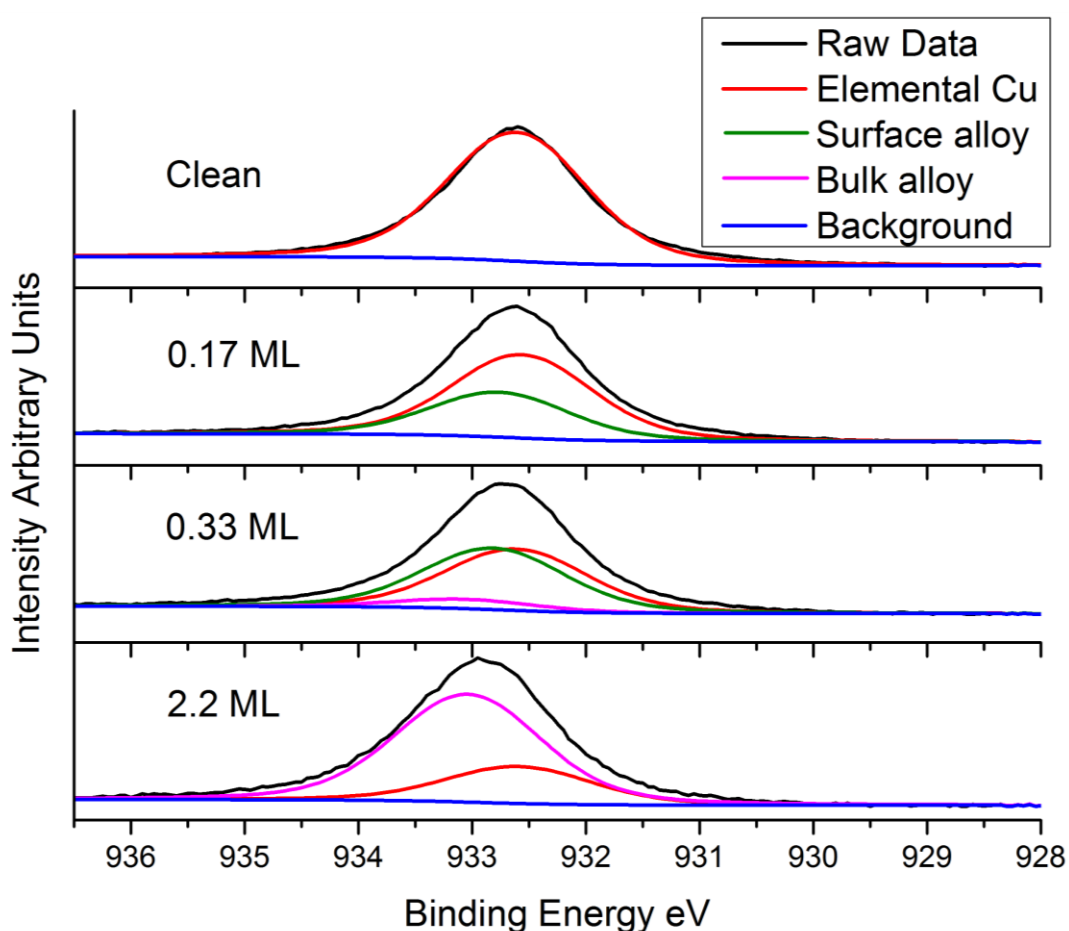 Raw Data
Elemental Cu
Surface alloy
Bulk alloy
Background
Clean
0.17 ML
0.33 ML
2.2 ML
Intensity Arbitrary Units
936 935 934 933 932 931 930 929 928
Binding Energy eV